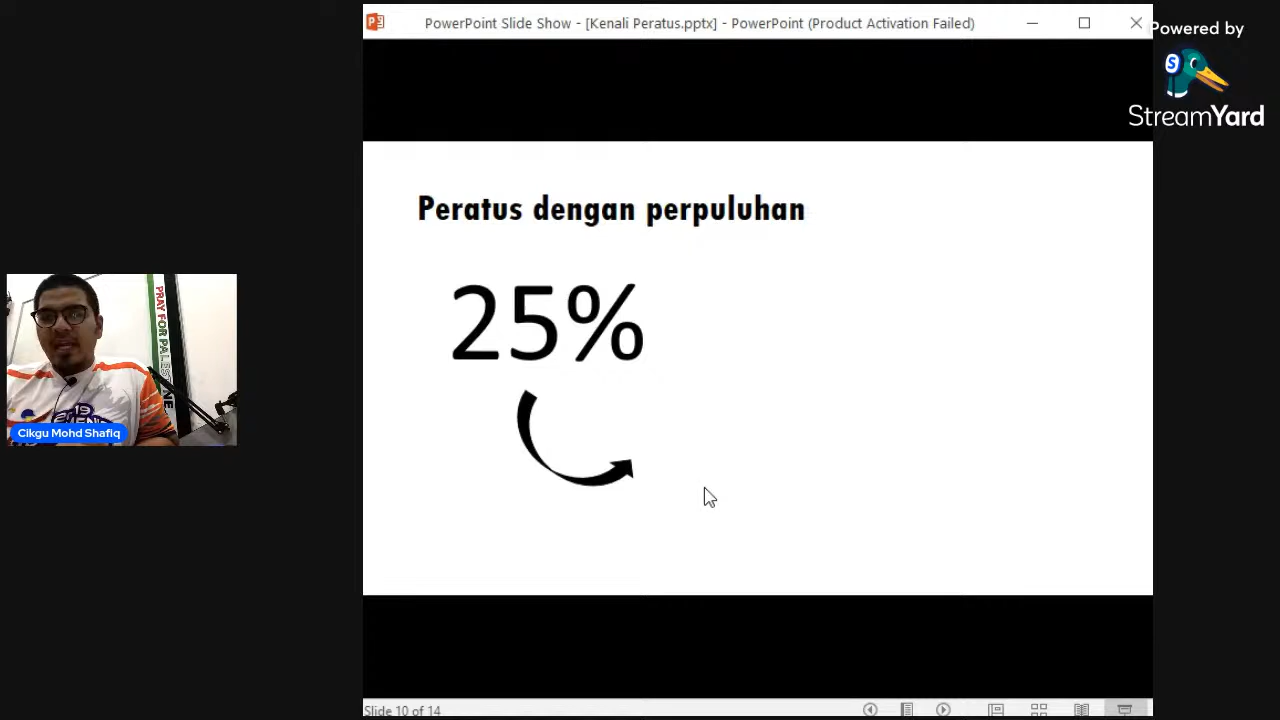 PowerPoint Slide Show - [Kenali Peratus.pptx] - PowerPoint (Product Activation Failed)
Powered by
S
StreamYard
Peratus dengan perpuluhan
25%
PRAY FOR PALESTINE
Cikgu Mohd Shafiq
Slide 10 of 14